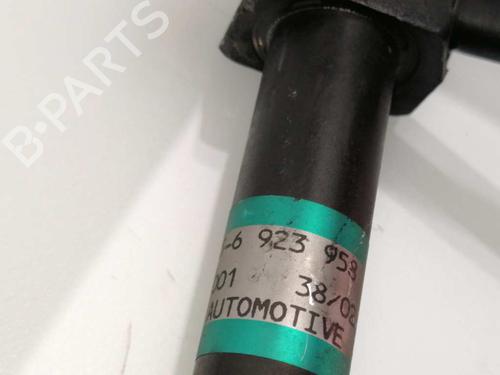 B-PARTS
-6 923 958
001 38/02
AUTOMOTIVE